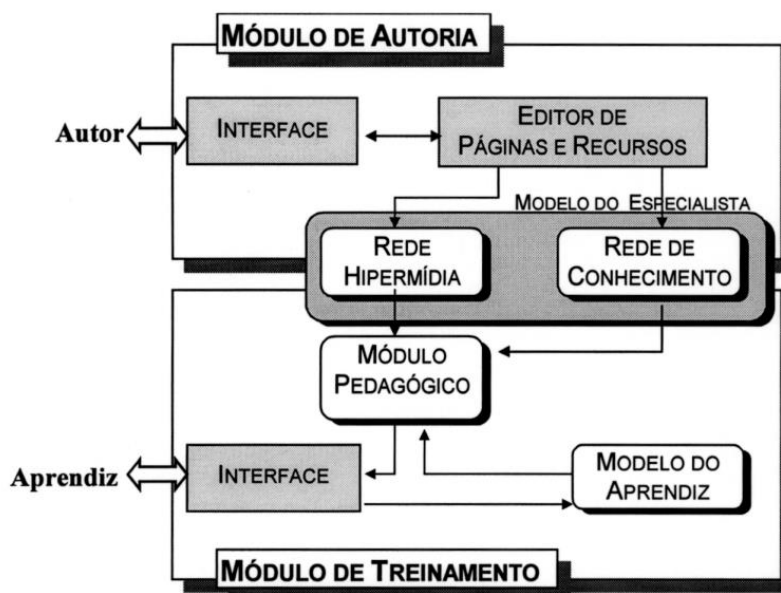 MÓDULO DE AUTORIA
Autor
INTERFACE
EDITOR DE
PÁGINAS E RECURSOS
MODELO DO ESPECIALISTA
REDE
HIPERMÍDIA
REDE DE
CONHECIMENTO
MÓDULO
PEDAGÓGICO
Aprendiz
INTERFACE
MODELO DO
APRENDIZ
MÓDULO DE TREINAMENTO